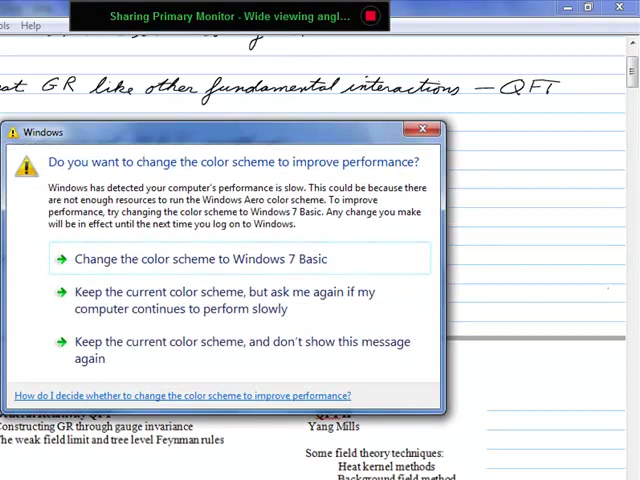 Sharing Primary Monitor - Wide viewing angl...
Help
GR like other fundamental interactions — QFT
Windows
Do you want to change the color scheme to improve performance?
Windows has detected your computer's performance is slow. This could be because there
are not enough resources to run the Windows Aero color scheme. To improve
performance, try changing the color scheme to Windows 7 Basic. Any change you make
will be in effect until the next time you log on to Windows.
Change the color scheme to Windows 7 Basic
Keep the current color scheme, but ask me again if my
computer continues to perform slowly
Keep the current color scheme, and don't show this message
again
How do I decide whether to change the color scheme to improve performance?
Constructing GR through gauge invariance
The weak field limit and tree level Feynman rules
Yang Mills
Some field theory techniques:
Heat kernel methods
Background field method